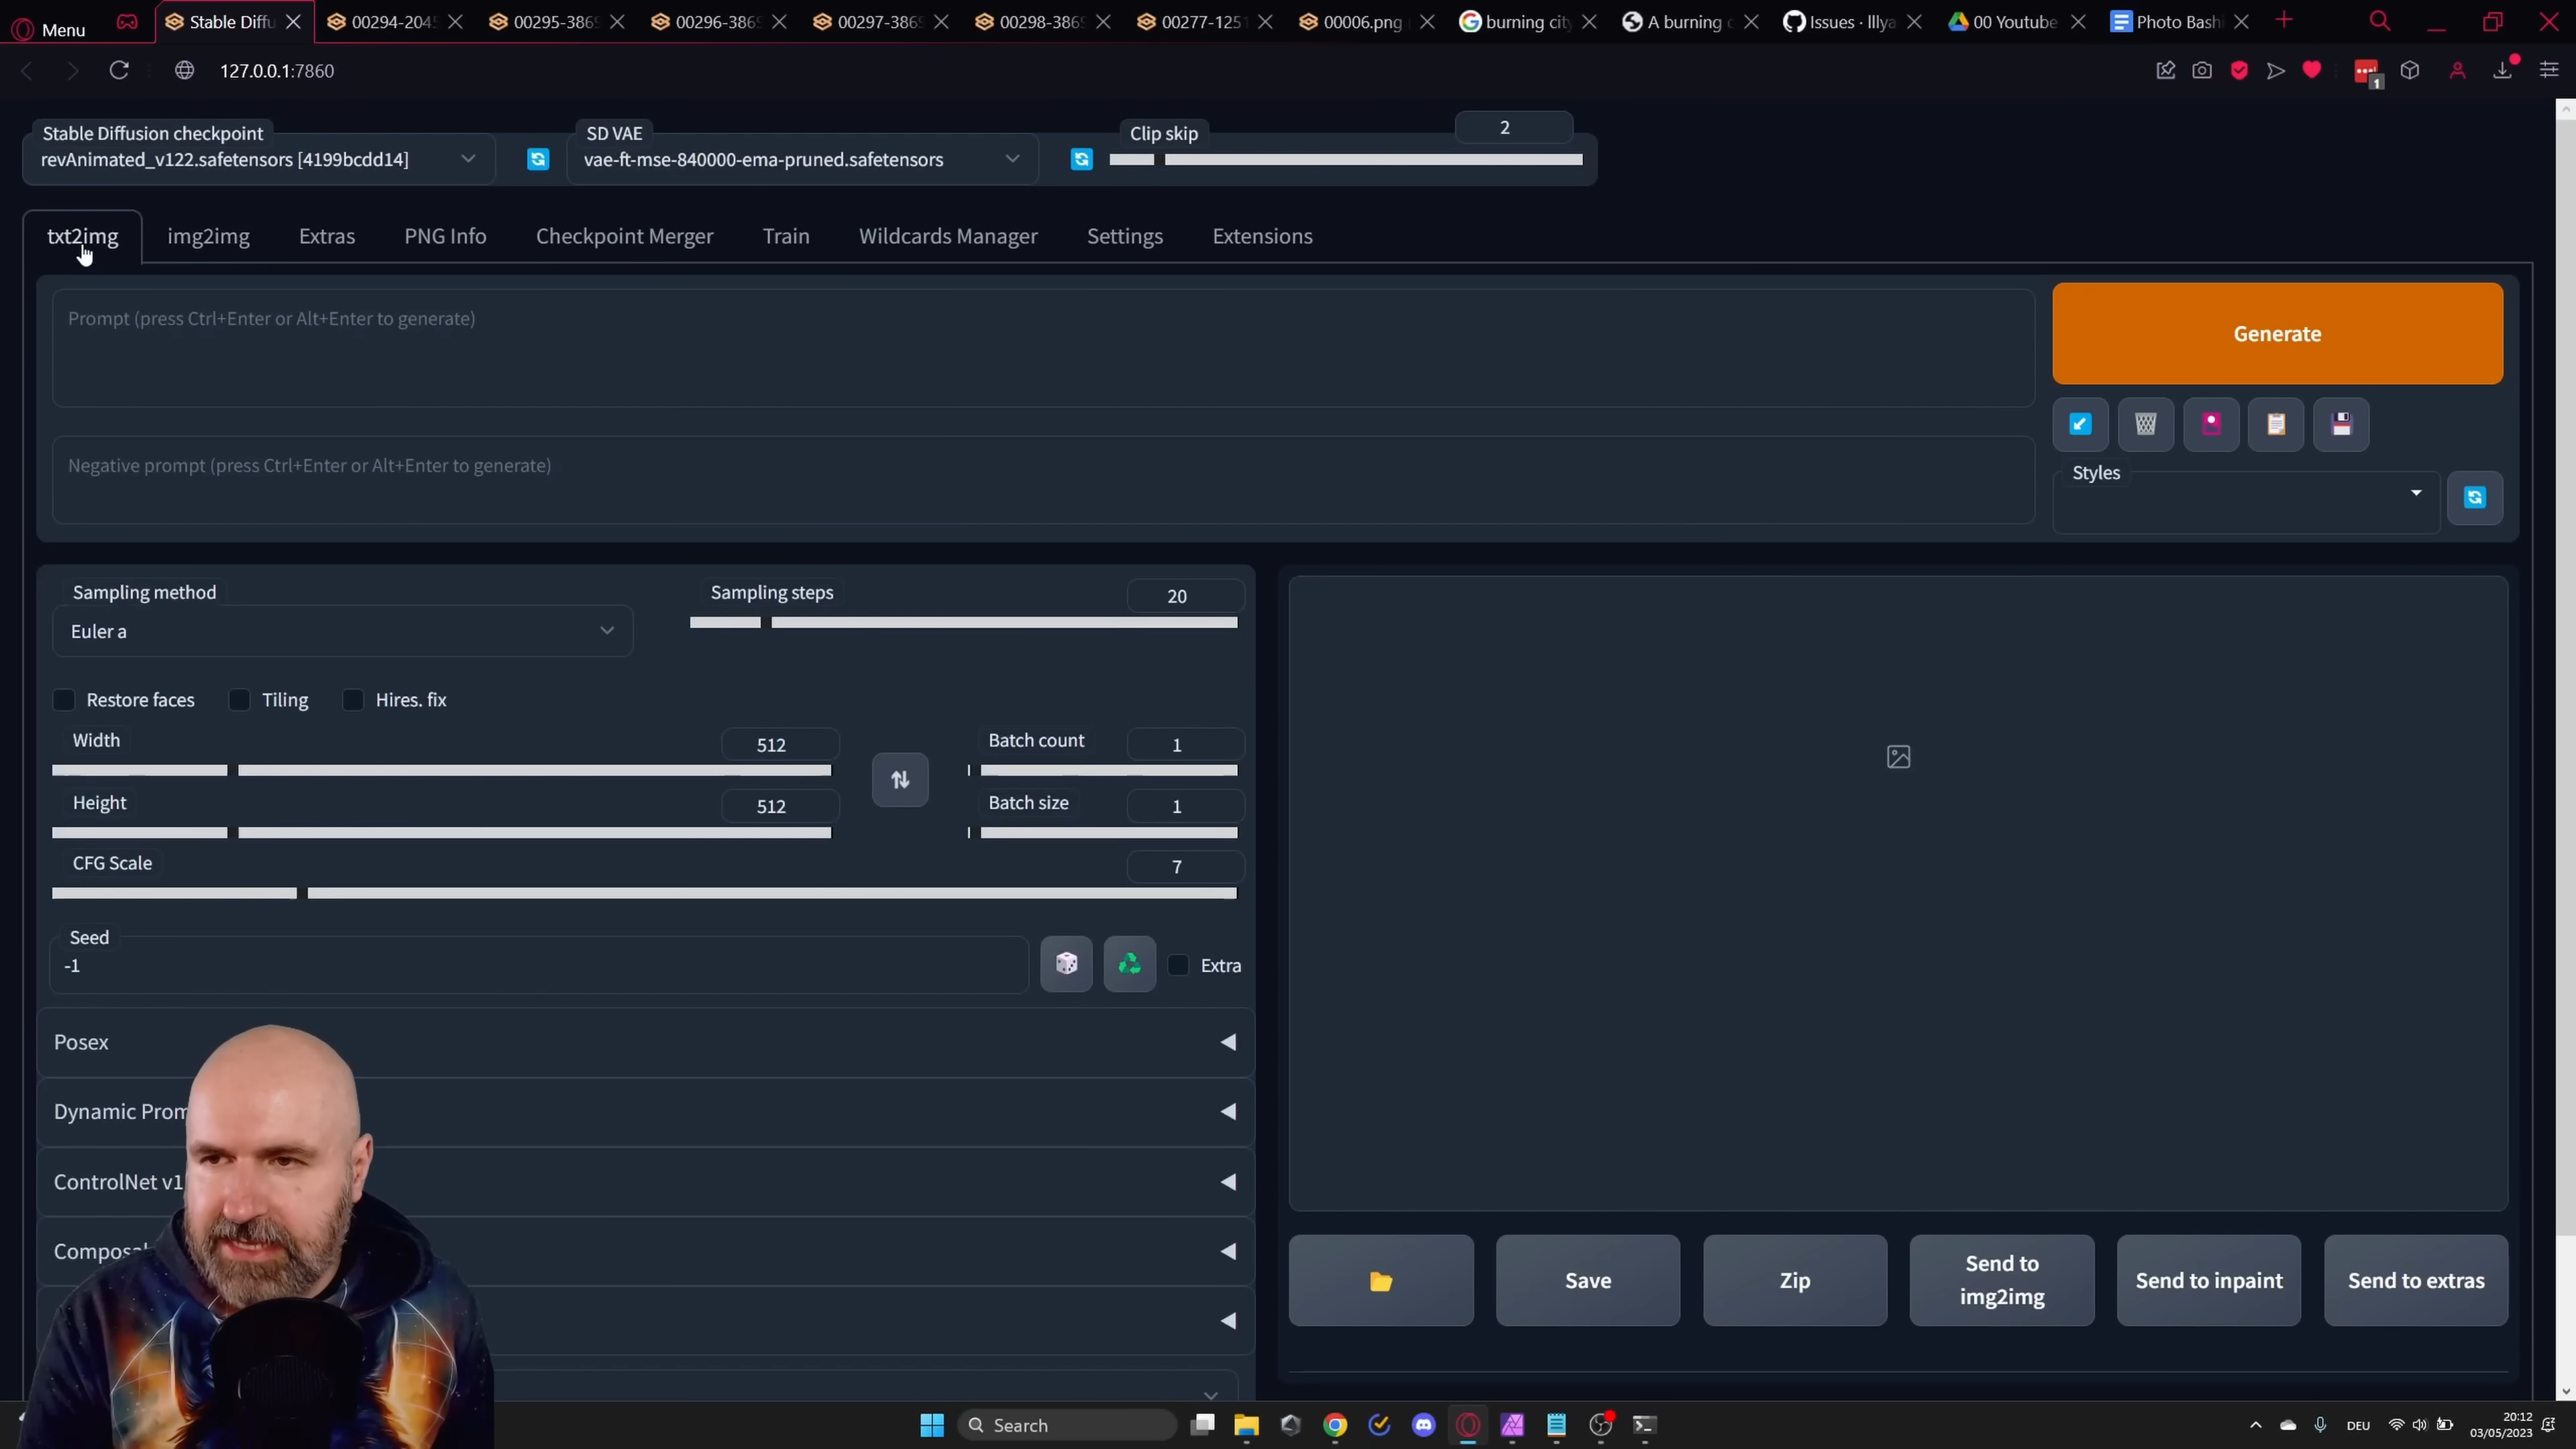 Menu
Stable Diffu
00294-204
00295-386
00296-386
00297-386
00298-386
00277-125
00006.png
burning city
A burning
Issues · Illya
00 Youtube
Photo Bash
127.0.0.1:7860
1
Stable Diffusion checkpoint
revAnimated_v122.safetensors [4199bcdd14]
SD VAE
vae-ft-mse-840000-ema-pruned.safetensors
Clip skip
2
txt2img
img2img
Extras
PNG Info
Checkpoint Merger
Train
Wildcards Manager
Settings
Extensions
Prompt (press Ctrl+Enter or Alt+Enter to generate)
Generate
Negative prompt (press Ctrl+Enter or Alt+Enter to generate)
Styles
Sampling method
Euler a
Sampling steps
20
Restore faces
Tiling
Hires. fix
Width
512
Batch count
1
Height
512
Batch size
1
CFG Scale
7
Seed
-1
Extra
Posex
Dynamic Prom
ControlNet v1
Composa
Save
Zip
Send to
img2img
Send to inpaint
Send to extras
Search
DEU
20:12
03/05/2023